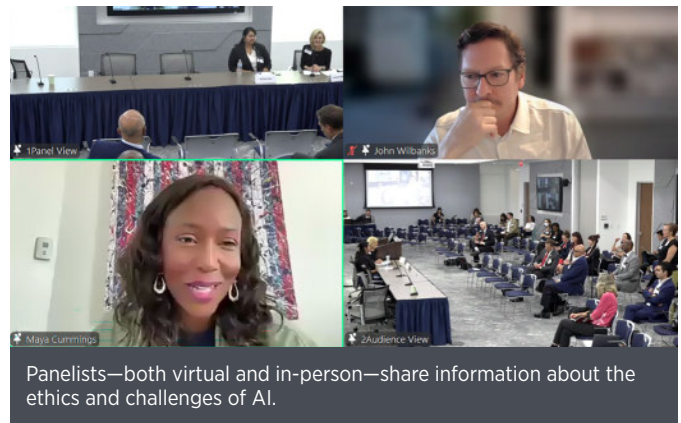 1Panel View
John Wilbanks
Maya Cummings
2Audience View
Panelists—both virtual and in-person—share information about the
ethics and challenges of AI.